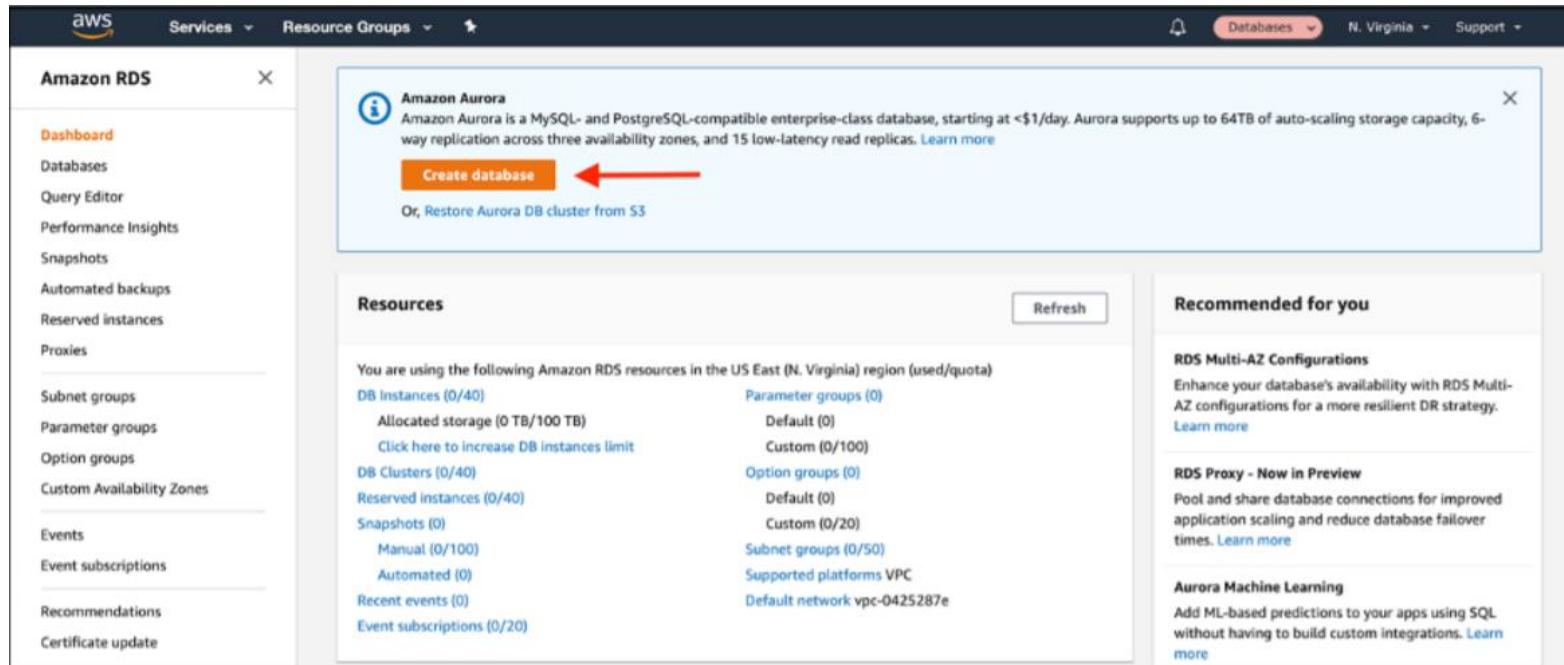 aws Services Resource Groups Databases N. Virginia Support
Amazon RDS
Dashboard
Databases
Query Editor
Performance Insights
Snapshots
Automated backups
Reserved instances
Proxies
Subnet groups
Parameter groups
Option groups
Custom Availability Zones
Events
Event subscriptions
Recommendations
Certificate update
Amazon Aurora
Amazon Aurora is a MySQL- and PostgreSQL-compatible enterprise-class database, starting at <$1/day. Aurora supports up to 64TB of auto-scaling storage capacity, 6-
way replication across three availability zones, and 15 low-latency read replicas. Learn more
Create database
Or, Restore Aurora DB cluster from S3
Resources
Refresh
You are using the following Amazon RDS resources in the US East (N. Virginia) region (used/quota)
DB Instances (0/40)
Allocated storage (0 TB/100 TB)
Click here to increase DB instances limit
DB Clusters (0/40)
Reserved instances (0/40)
Snapshots (0)
Manual (0/100)
Automated (0)
Recent events (0)
Event subscriptions (0/20)
Parameter groups (0)
Default (0)
Custom (0/100)
Option groups (0)
Default (0)
Custom (0/20)
Subnet groups (0/50)
Supported platforms VPC
Default network vpc-0425287e
Recommended for you
RDS Multi-AZ Configurations
Enhance your database's availability with RDS Multi-
AZ configurations for a more resilient DR strategy.
Learn more
RDS Proxy - Now in Preview
Pool and share database connections for improved
application scaling and reduce database failover
times. Learn more
Aurora Machine Learning
Add ML-based predictions to your apps using SQL
without having to build custom integrations. Learn
more